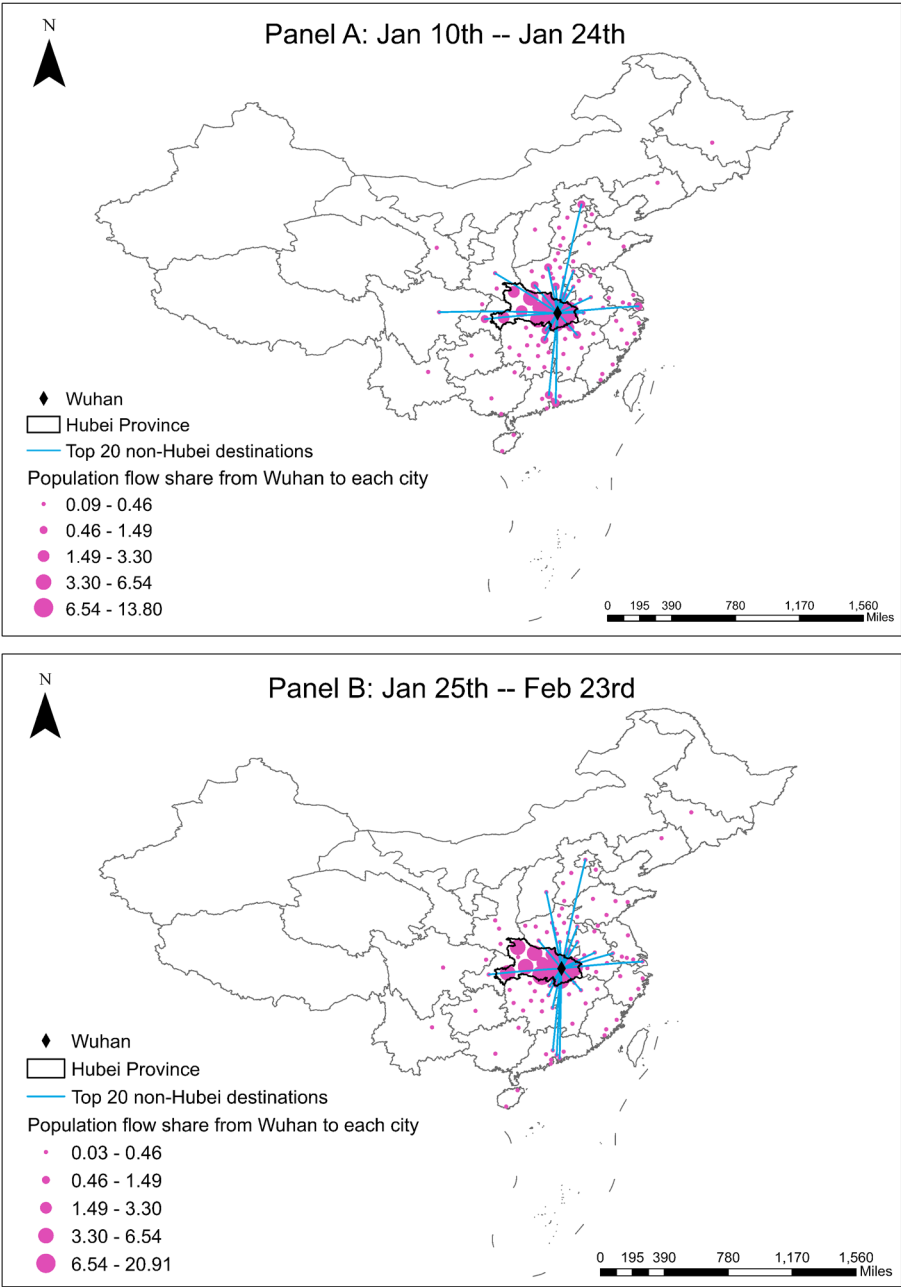 Panel A: Jan 10th -- Jan 24th
N
Wuhan
Hubei Province
Top 20 non-Hubei destinations
Population flow share from Wuhan to each city
0.09 - 0.46
0.46 - 1.49
1.49 - 3.30
3.30 - 6.54
6.54 - 13.80
0 195 390 780 1,170 1,560
Miles
Panel B: Jan 25th -- Feb 23rd
N
Wuhan
Hubei Province
Top 20 non-Hubei destinations
Population flow share from Wuhan to each city
0.03 - 0.46
0.46 - 1.49
1.49 - 3.30
3.30 - 6.54
6.54 - 20.91
0 195 390 780 1,170 1,560
Miles